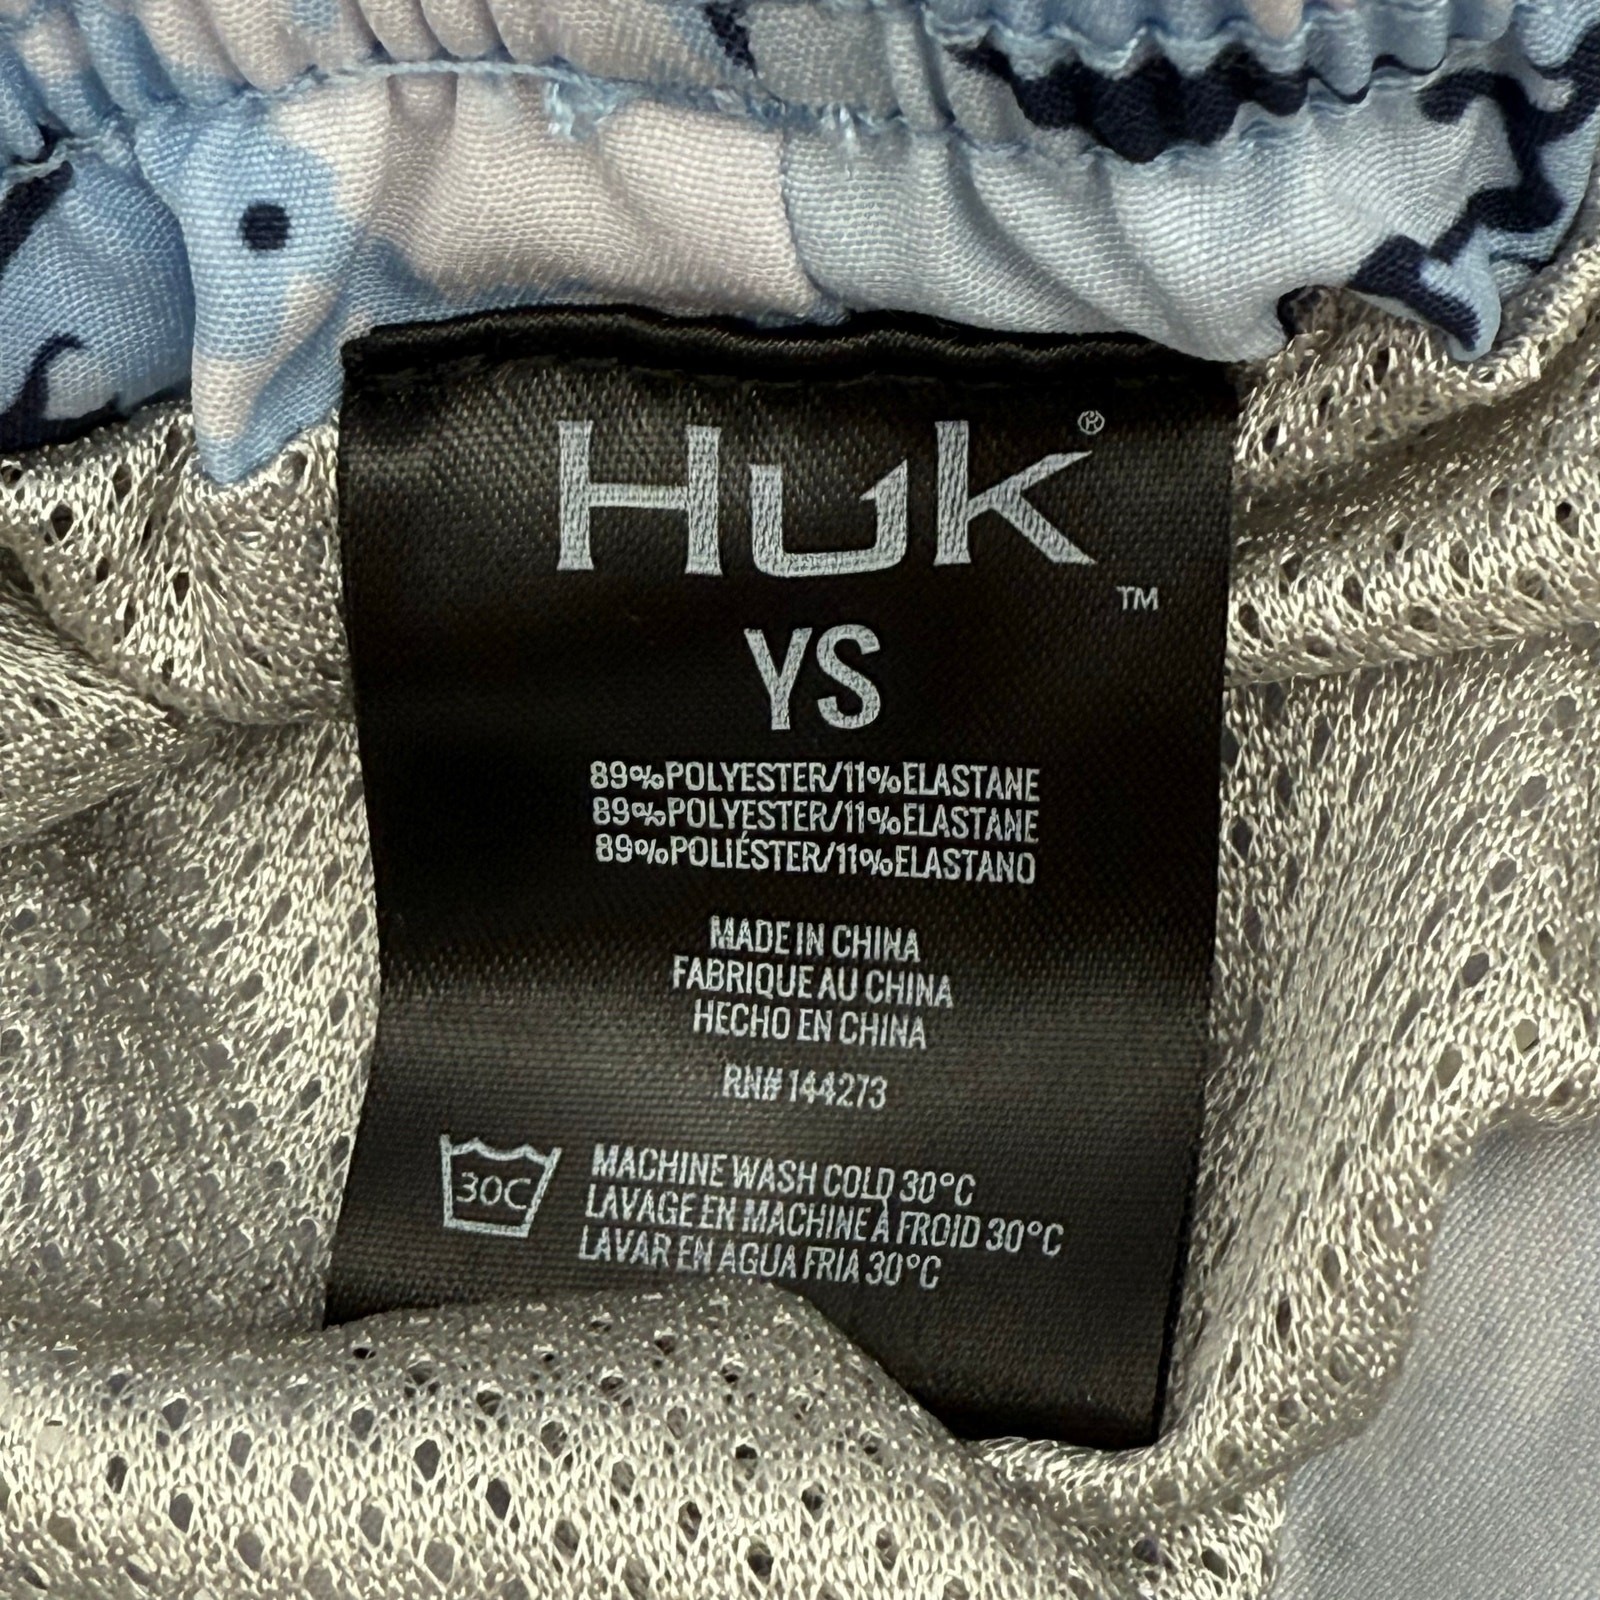 HUK®
™
YS
89%POLYESTER/11%ELASTANE
89%POLYESTER/11%ELASTANE
89%POLIÉSTER/11%ELASTANO
MADE IN CHINA
FABRIQUE AU CHINA
HECHO EN CHINA
RN# 144273
30C
MACHINE WASH COLD 30°C
LAVAGE EN MACHINE À FROID 30°C
LAVAR EN AGUA FRIA 30°C